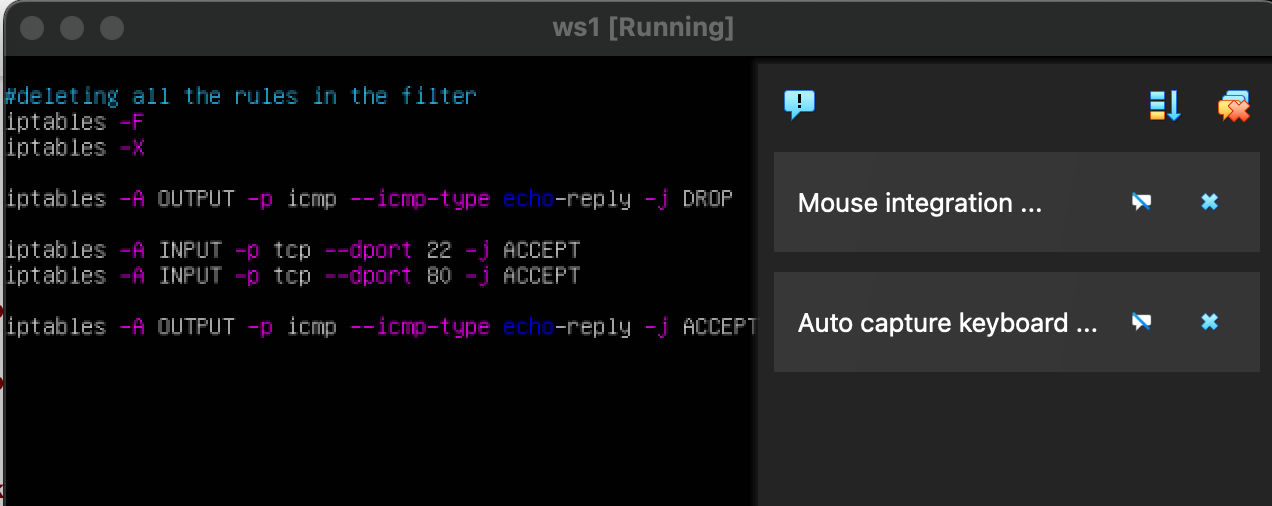 ws1 [Running]
#deleting all the rules in the filter
iptables -F
iptables -X
iptables -A OUTPUT -p icmp --icmp-type echo-reply -j DROP
iptables -A INPUT -p tcp --dport 22 -j ACCEPT
iptables -A INPUT -p tcp --dport 80 -j ACCEPT
iptables -A OUTPUT -p icmp --icmp-type echo-reply -j ACCEPT
Mouse integration ...
Auto capture keyboard ...